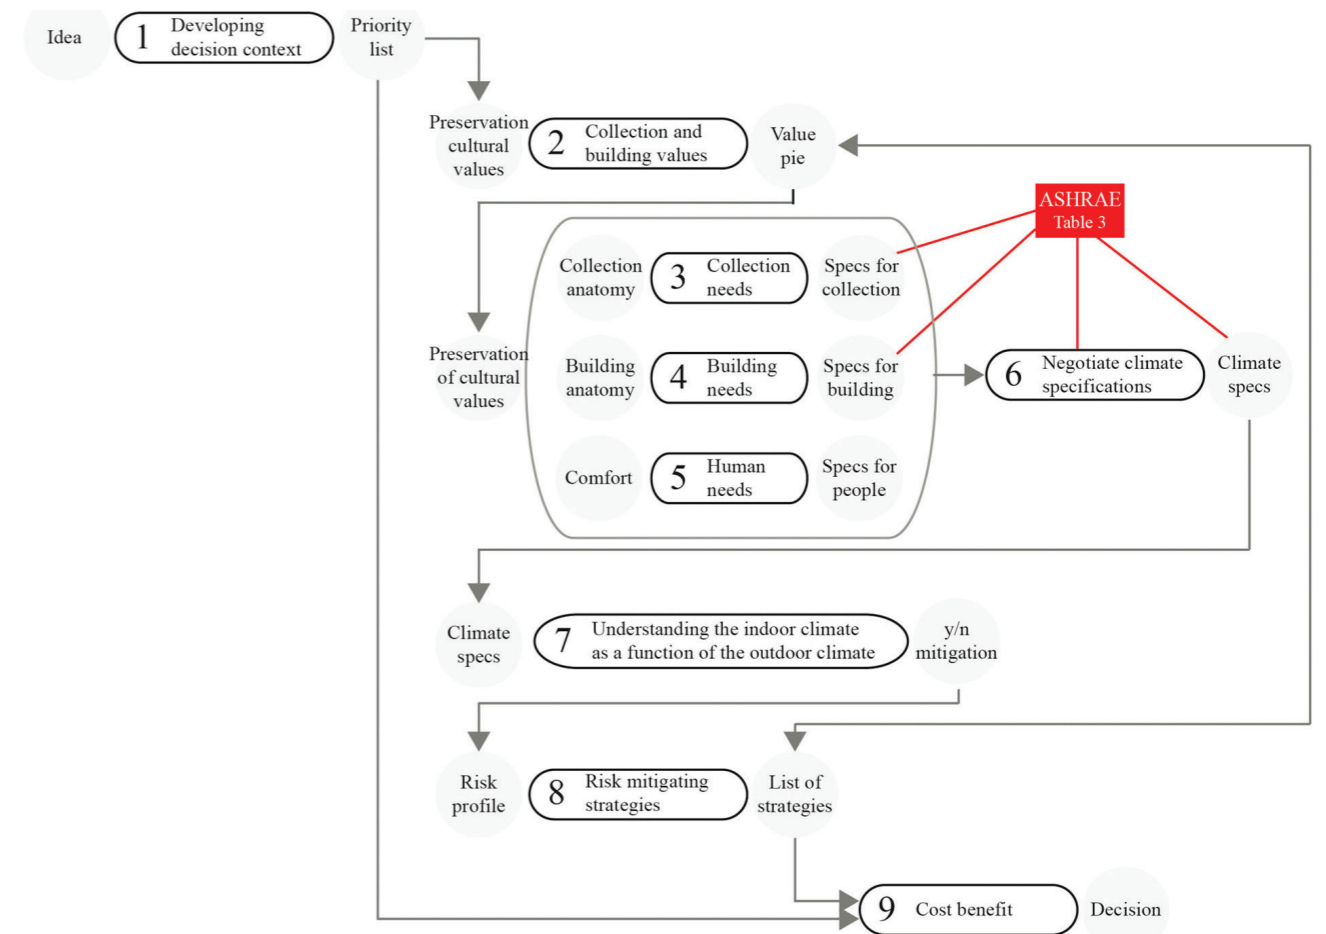 Idea
1
Developing
decision context
Priority
list
Preservation
cultural
values
2
Collection and
building values
Value
pie
ASHRAE
Table 3
Collection
anatomy
3
Collection
needs
Specs for
collection
Preservation
of cultural
values
Building
anatomy
4
Building
needs
Specs for
building
6
Negotiate climate
specifications
Climate
specs
Comfort
5
Human
needs
Specs for
people
Climate
specs
7
Understanding the indoor climate
as a function of the outdoor climate
y/n
mitigation
Risk
profile
8
Risk mitigating
strategies
List of
strategies
9
Cost benefit
Decision